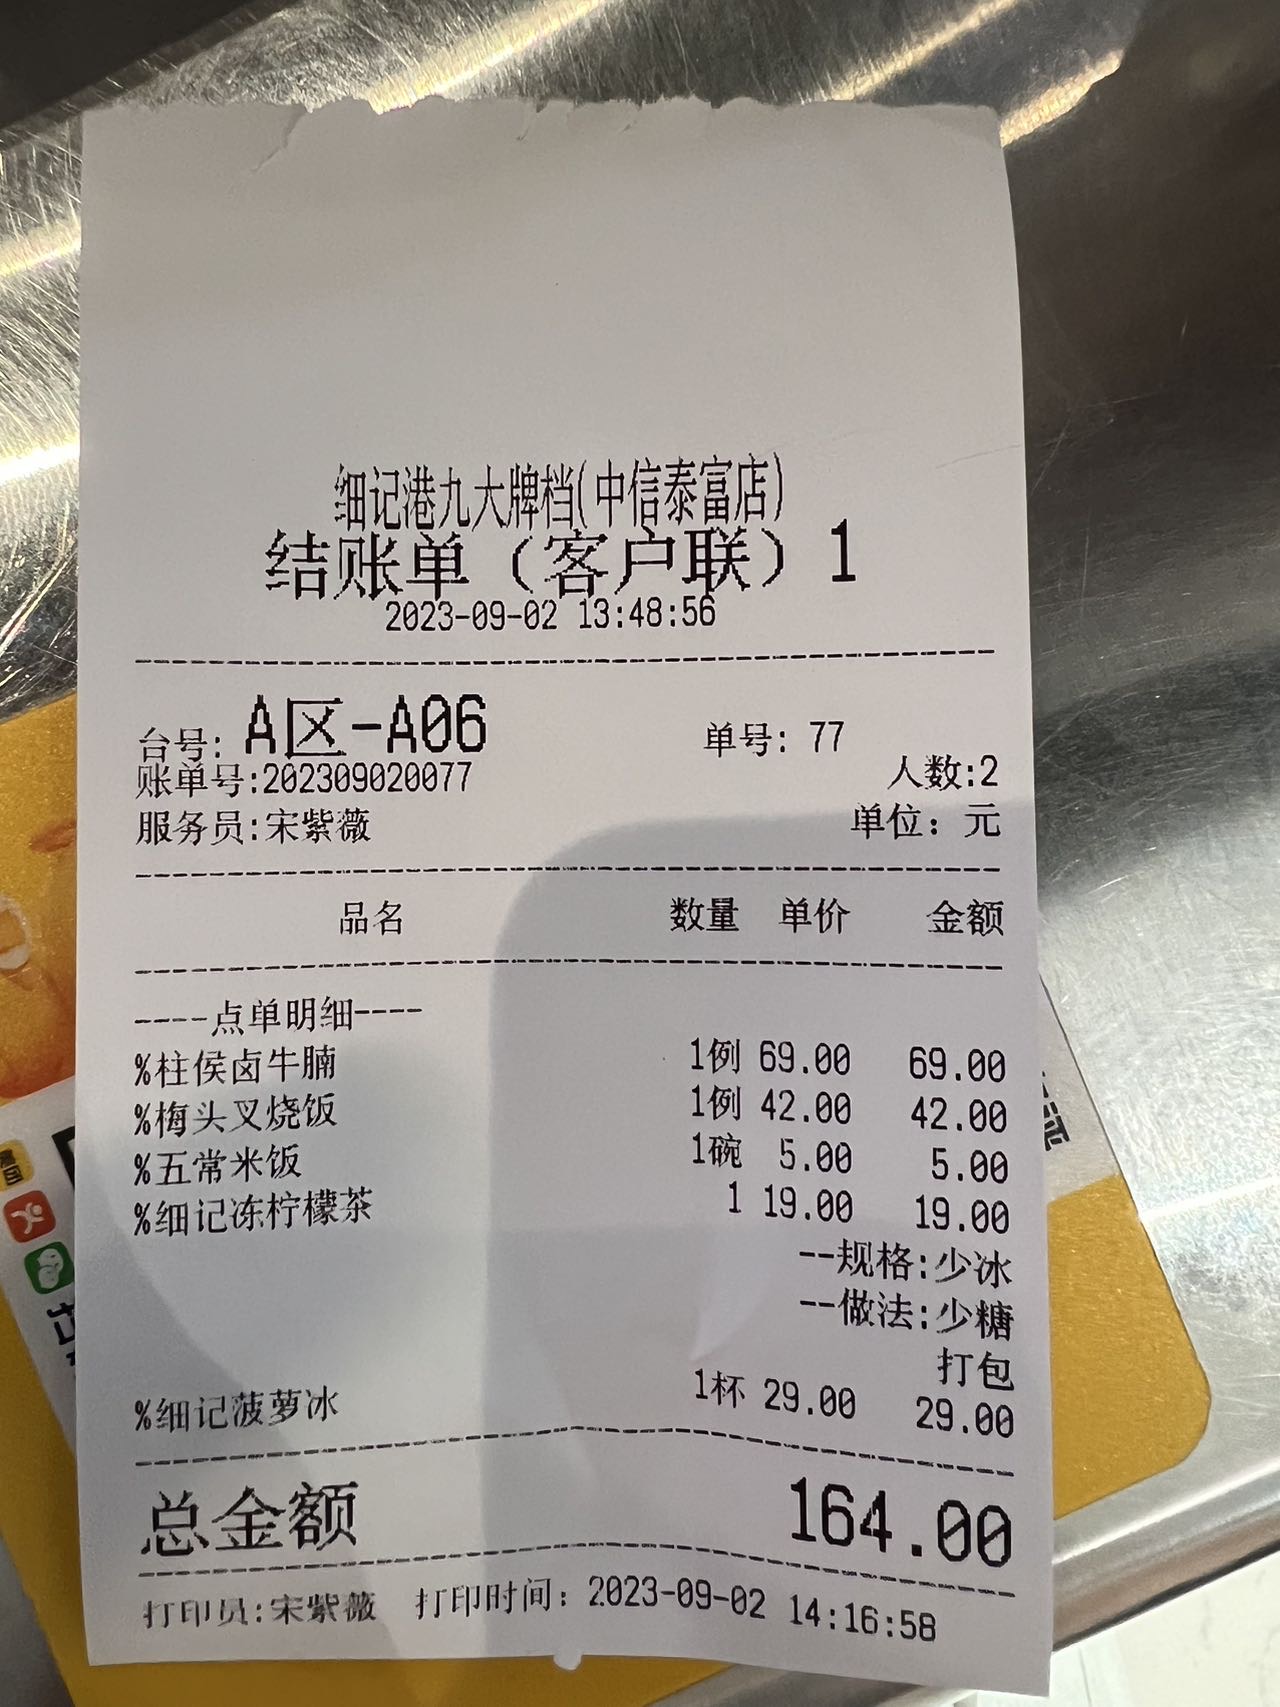 细记港九大牌档(中信泰富店)
结账单（客户联）1
2023-09-02 13:48:56
台号: A区-A06 单号: 77
账单号:202309020077 人数:2
服务员:宋紫薇 单位: 元
品名 数量 单价 金额
----点单明细----
%柱侯卤牛腩 1例 69.00 69.00
%梅头叉烧饭 1例 42.00 42.00
%五常米饭 1碗 5.00 5.00
%细记冻柠檬茶 1 19.00 19.00
--规格:少冰
--做法:少糖
打包
%细记菠萝冰 1杯 29.00 29.00
总金额 164.00
打印员:宋紫薇 打印时间: 2023-09-02 14:16:58